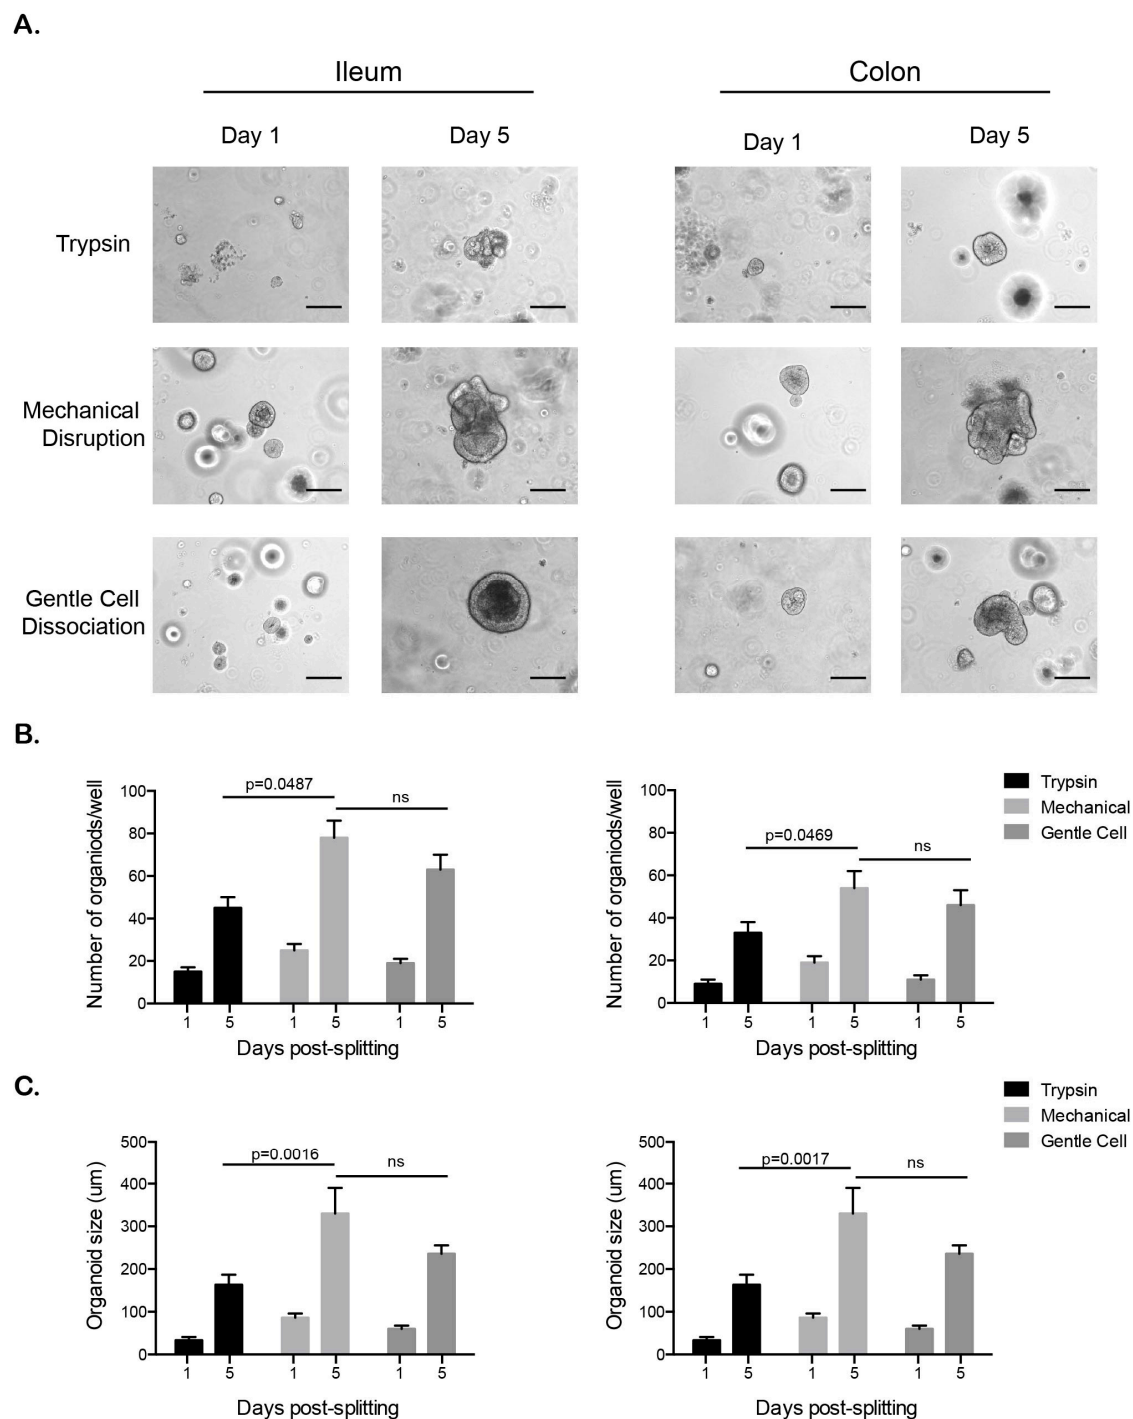 A.
Ileum
Colon
Day 1
Day 5
Day 1
Day 5
Trypsin
Mechanical
Disruption
Gentle Cell
Dissociation
B.
Number of organiods/well
100
80
60
40
20
0
p=0.0487
ns
1
5
1
5
1
5
Days post-splitting
Number of organiods/well
100
80
60
40
20
0
p=0.0469
ns
1
5
1
5
1
5
Days post-splitting
Trypsin
Mechanical
Gentle Cell
C.
Organoid size (um)
500
400
300
200
100
0
p=0.0016
ns
1
5
1
5
1
5
Days post-splitting
Organoid size (um)
500
400
300
200
100
0
p=0.0017
ns
1
5
1
5
1
5
Days post-splitting
Trypsin
Mechanical
Gentle Cell